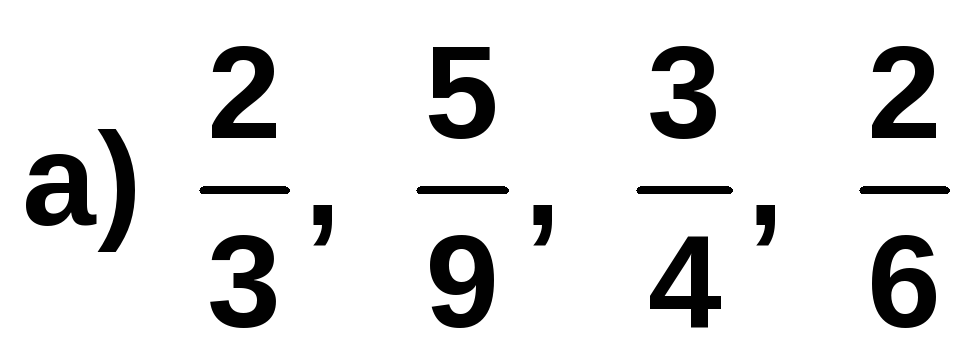 a) 2/3, 5/9, 3/4, 2/6